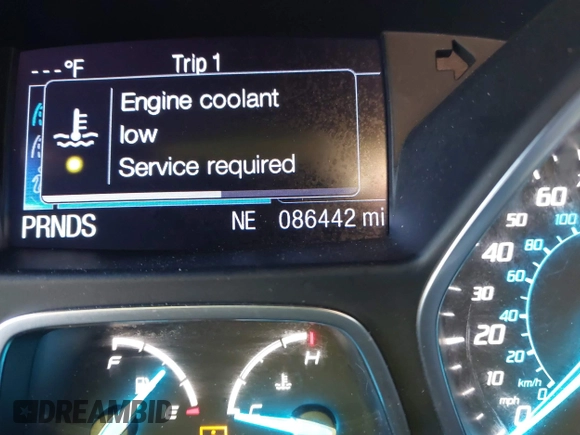 ---°F
Trip 1
Engine coolant
low
Service required
PRNDS
NE 086442 mi
60
50
40
30
20
10
0
100
80
60
40
20
0
km/h
mph
F
E
H
C
DREAMBID